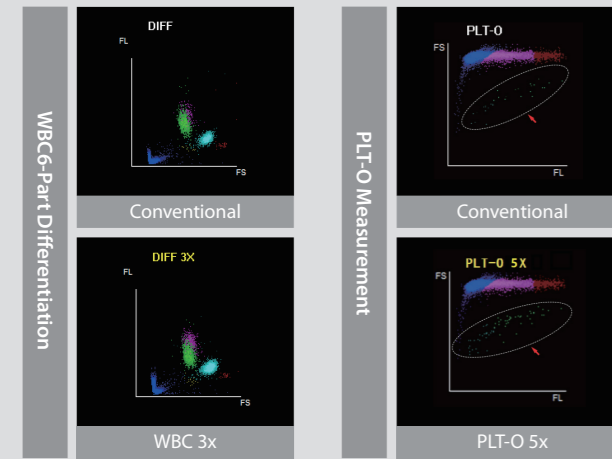 WBC6-Part Differentiation
DIFF
FL
FS
Conventional
DIFF 3X
FL
FS
WBC 3x
PLT-O Measurement
PLT-O
FS
FL
Conventional
PLT-O 5X
FS
FL
PLT-O 5x